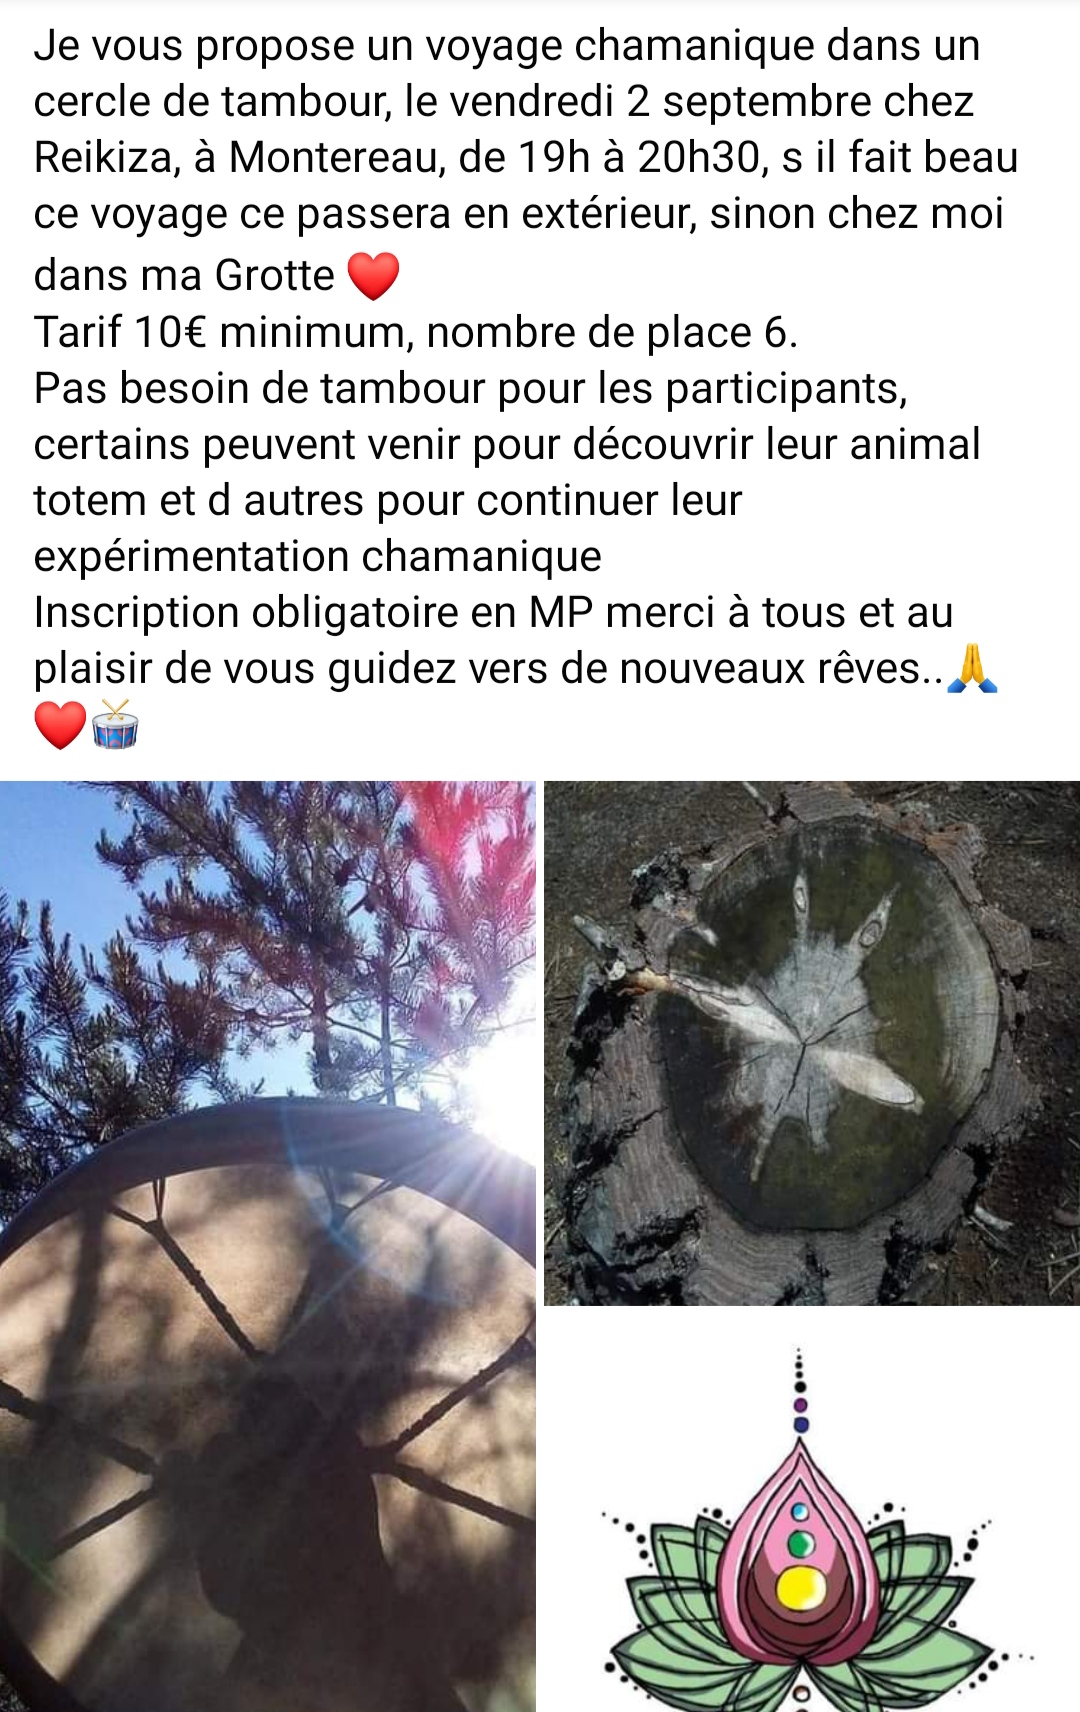 Je vous propose un voyage chamanique dans un
cercle de tambour, le vendredi 2 septembre chez
Reikiza, à Montereau, de 19h à 20h30, s il fait beau
ce voyage ce passera en extérieur, sinon chez moi
dans ma Grotte ❤️
Tarif 10€ minimum, nombre de place 6.
Pas besoin de tambour pour les participants,
certains peuvent venir pour découvrir leur animal
totem et d autres pour continuer leur
expérimentation chamanique
Inscription obligatoire en MP merci à tous et au
plaisir de vous guidez vers de nouveaux rêves..🙏
❤️🥁